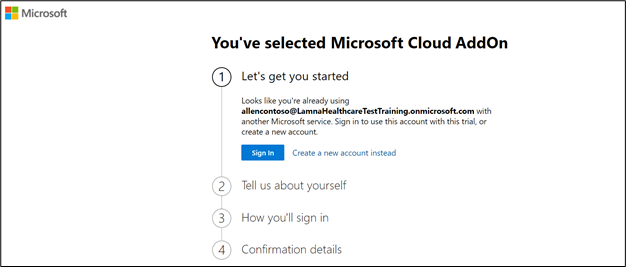 Microsoft
You've selected Microsoft Cloud AddOn
1 Let's get you started
Looks like you're already using
allencontoso@LamnaHealthcareTestTraining.onmicrosoft.com with
another Microsoft service. Sign in to use this account with this trial, or
create a new account.
Sign In Create a new account instead
2 Tell us about yourself
3 How you'll sign in
4 Confirmation details